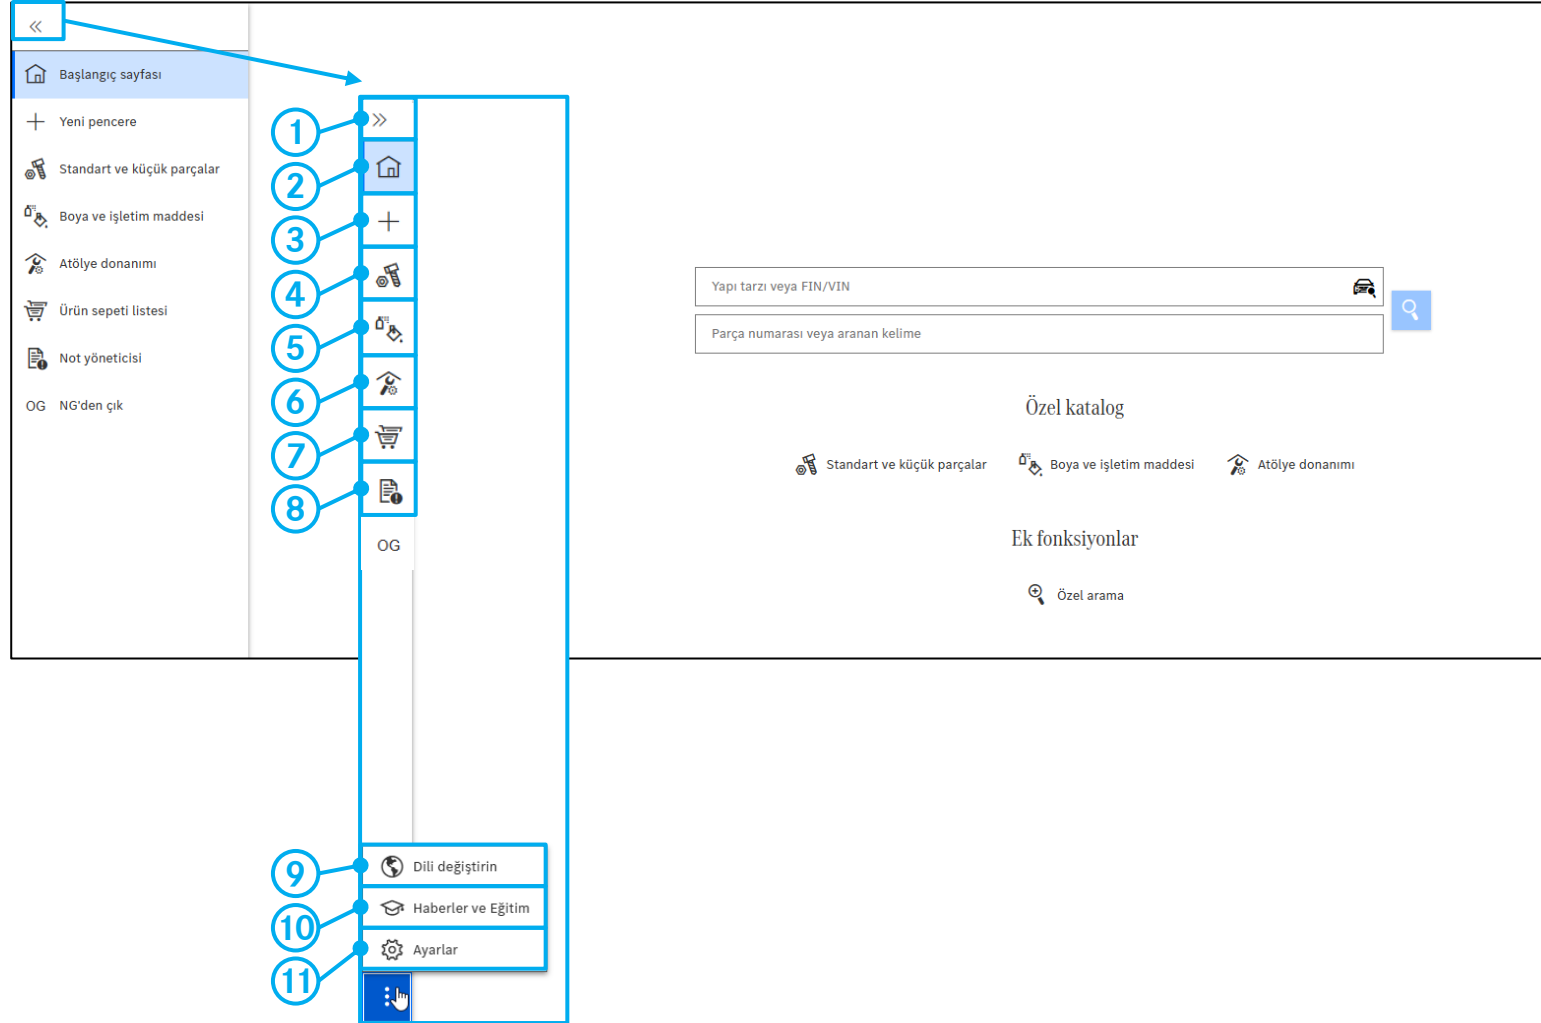 Başlangıç sayfası
Yeni pencere
Standart ve küçük parçalar
Boya ve işletim maddesi
Atölye donanımı
Ürün sepeti listesi
Not yöneticisi
OG NG'den çık
1
2
3
4
5
6
7
8
OG
9 Dili değiştirin
10 Haberler ve Eğitim
11 Ayarlar
Yapı tarzı veya FIN/VIN
Parça numarası veya aranan kelime
Özel katalog
Standart ve küçük parçalar Boya ve işletim maddesi Atölye donanımı
Ek fonksiyonlar
Özel arama